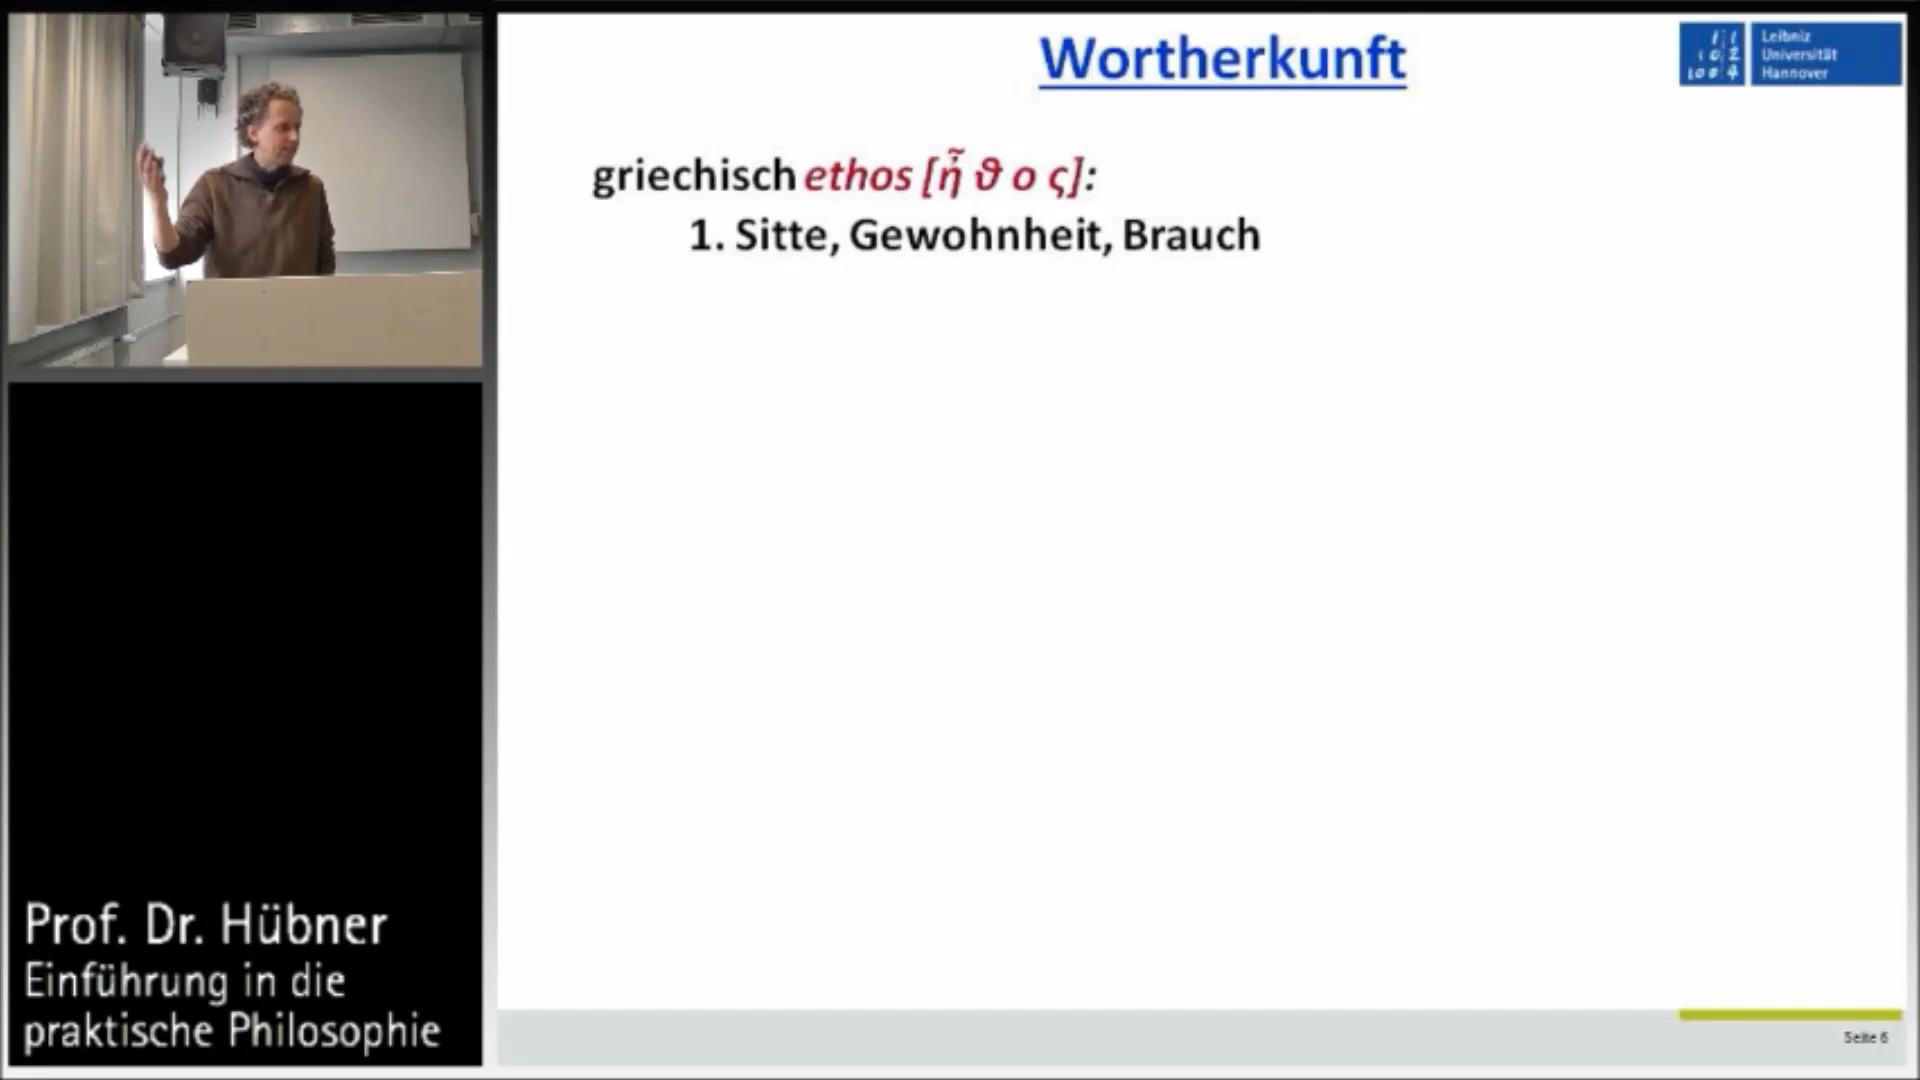 Wortherkunft
Leibniz
Universität
Hannover
griechisch ethos [ἦ ϑ ο ς]:
1. Sitte, Gewohnheit, Brauch
Prof. Dr. Hübner
Einführung in die
praktische Philosophie
Seite 6